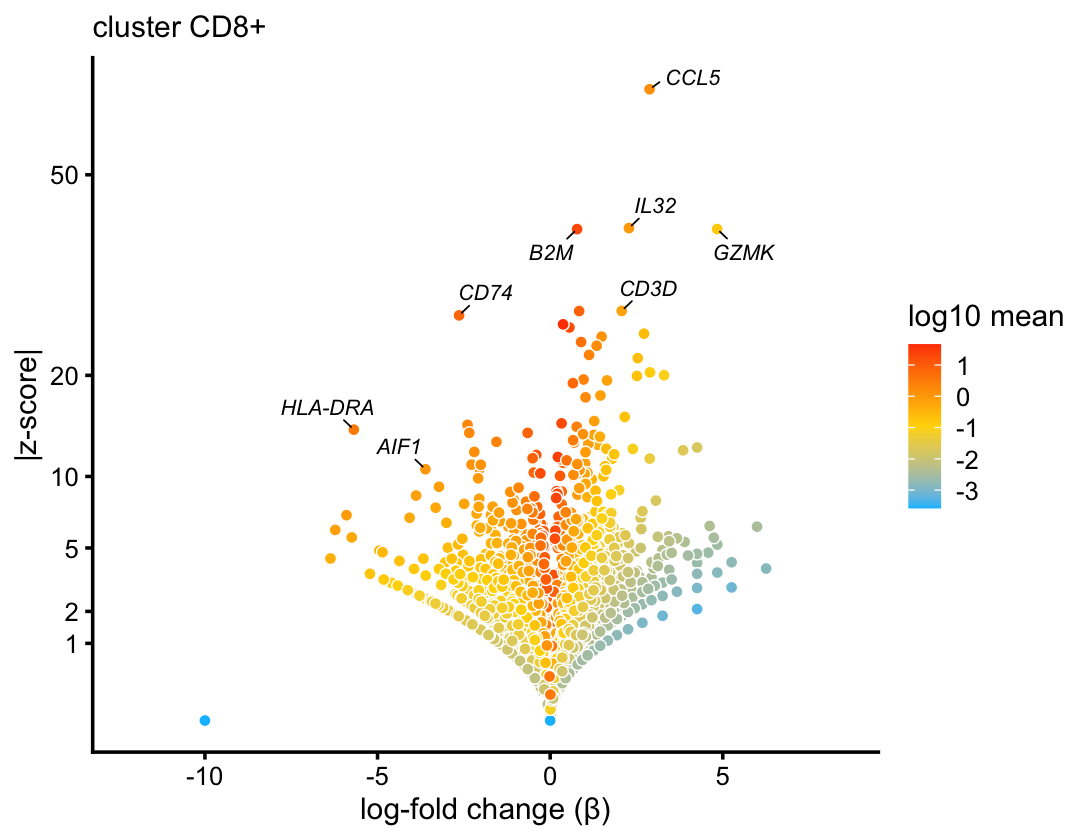 cluster CD8+
CCL5
50
IL32
B2M
GZMK
CD74
CD3D
20
HLA-DRA
AIF1
10
5
2
1
|z-score|
-10
-5
0
5
log-fold change (β)
log10 mean
1
0
-1
-2
-3